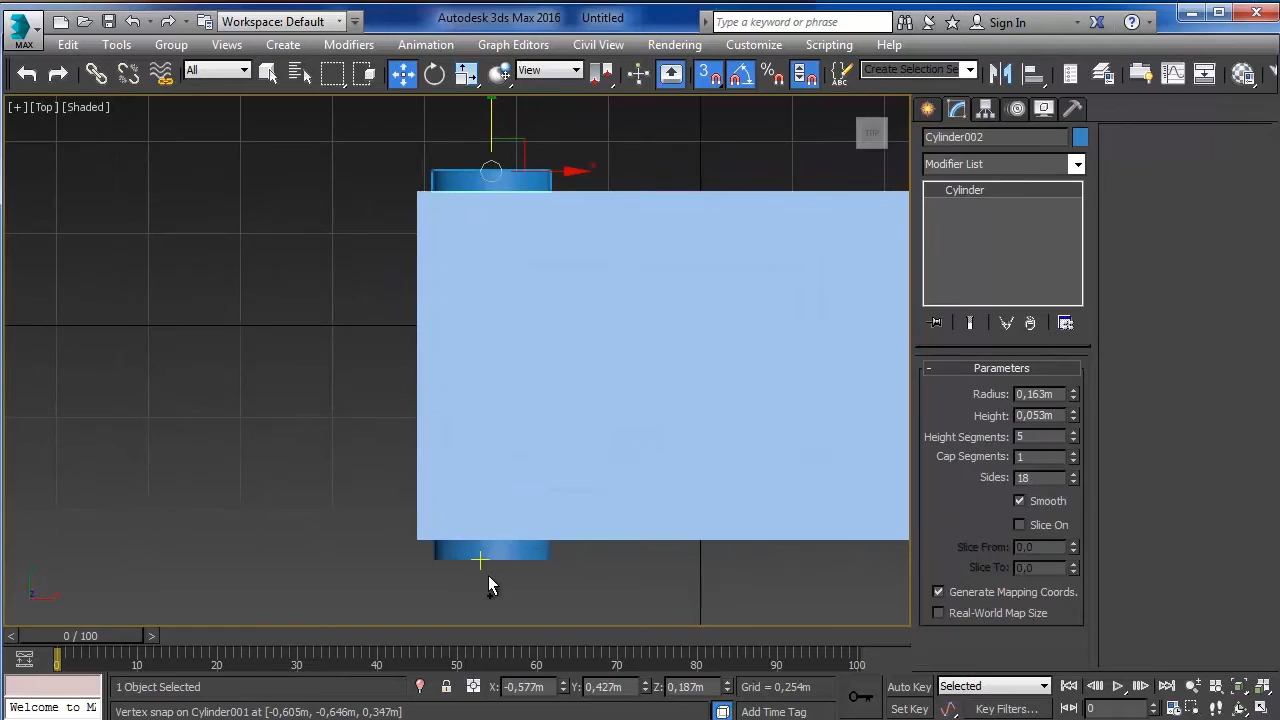 Workspace: Default
Autodesk 3ds Max 2016
Untitled
Type a keyword or phrase
Sign In
MAX
Edit
Tools
Group
Views
Create
Modifiers
Animation
Graph Editors
Civil View
Rendering
Customize
Scripting
Help
All
View
3
ABC
Create Selection Se
[+][Top][Shaded]
TOP
Cylinder002
Modifier List
Cylinder
- Parameters
Radius: 0,163m
Height: 0,053m
Height Segments: 5
Cap Segments: 1
Sides: 18
Smooth
Slice On
Slice From: 0,0
Slice To: 0,0
Generate Mapping Coords.
Real-World Map Size
z
< 0 / 100 >
0 10 20 30 40 50 60 70 80 90 100
1 Object Selected
X: -0,577m
Y: 0,427m
Z: 0,187m
Grid = 0,254m
Auto Key
Selected
Welcome to M
Vertex snap on Cylinder001 at [-0,605m, -0,646m, 0,347m]
Add Time Tag
Set Key
Key Filters...
0